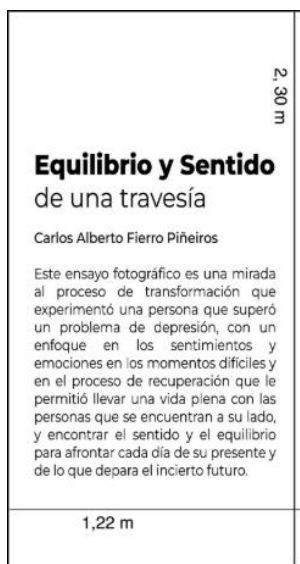 2, 30 m
Equilibrio y Sentido
de una travesía
Carlos Alberto Fierro Piñeiros
Este ensayo fotográfico es una mirada
al proceso de transformación que
experimentó una persona que superó
un problema de depresión, con un
enfoque en los sentimientos y
emociones en los momentos difíciles y
en el proceso de recuperación que le
permitió llevar una vida plena con las
personas que se encuentran a su lado,
y encontrar el sentido y el equilibrio
para afrontar cada día de su presente y
de lo que depara el incierto futuro.
1,22 m